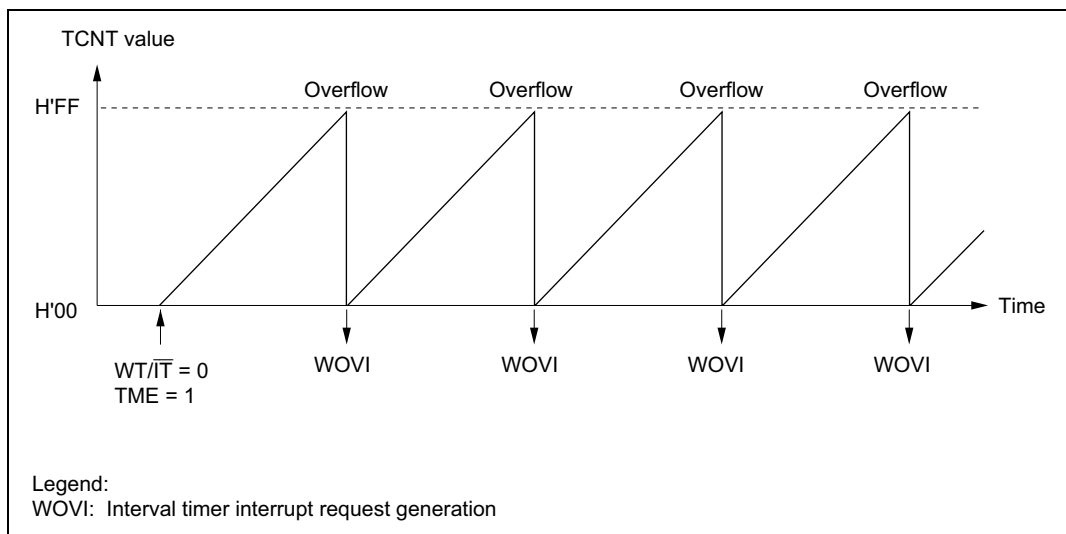 TCNT value
Overflow Overflow Overflow Overflow
H'FF
H'00
Time
WT/I̅T̅ = 0
TME = 1
WOVI WOVI WOVI WOVI
Legend:
WOVI: Interval timer interrupt request generation